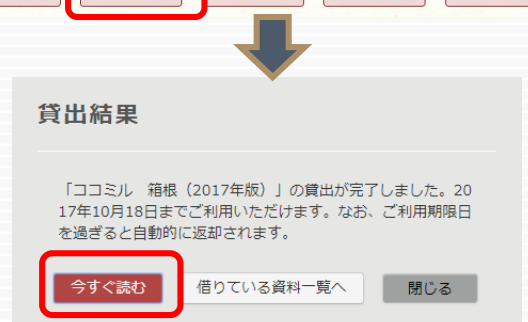 貸出結果
「ココミル　箱根（2017年版）」の貸出が完了しました。20
17年10月18日までご利用いただけます。なお、ご利用期限日
を過ぎると自動的に返却されます。
今すぐ読む 借りている資料一覧へ 閉じる